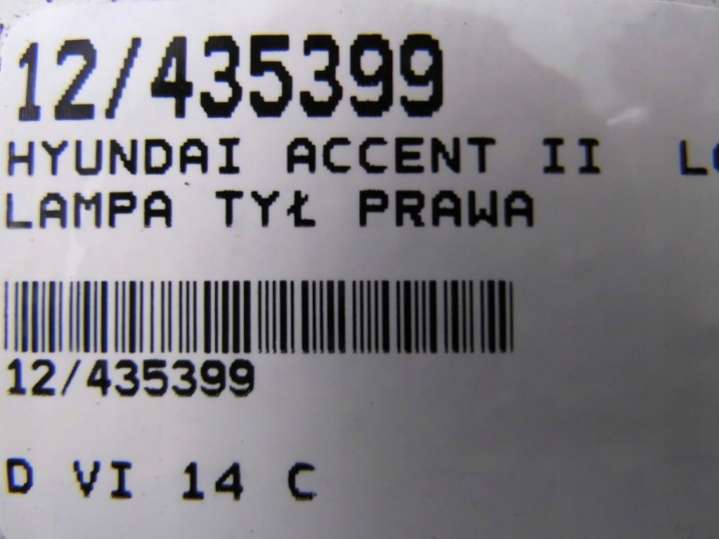 12/435399
HYUNDAI ACCENT II
LAMPA TYŁ PRAWA
12/435399
D VI 14 C